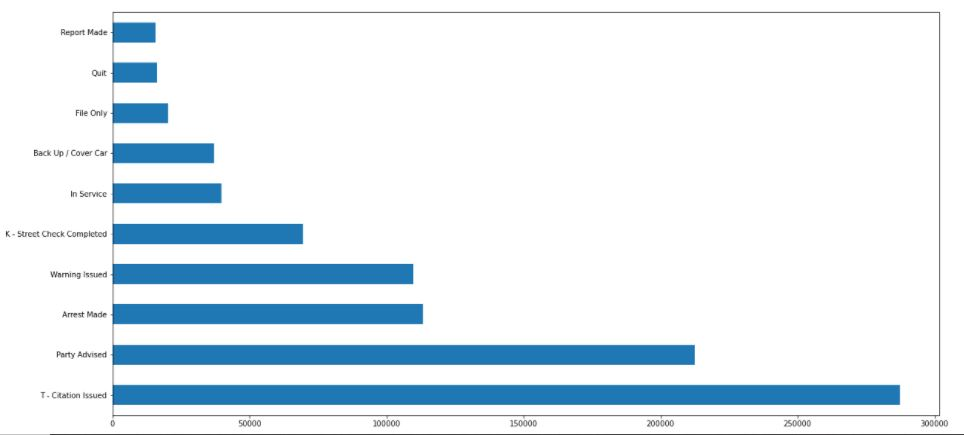 Report Made
Quit
File Only
Back Up / Cover Car
In Service
K - Street Check Completed
Warning Issued
Arrest Made
Party Advised
T - Citation Issued
0 50000 100000 150000 200000 250000 300000